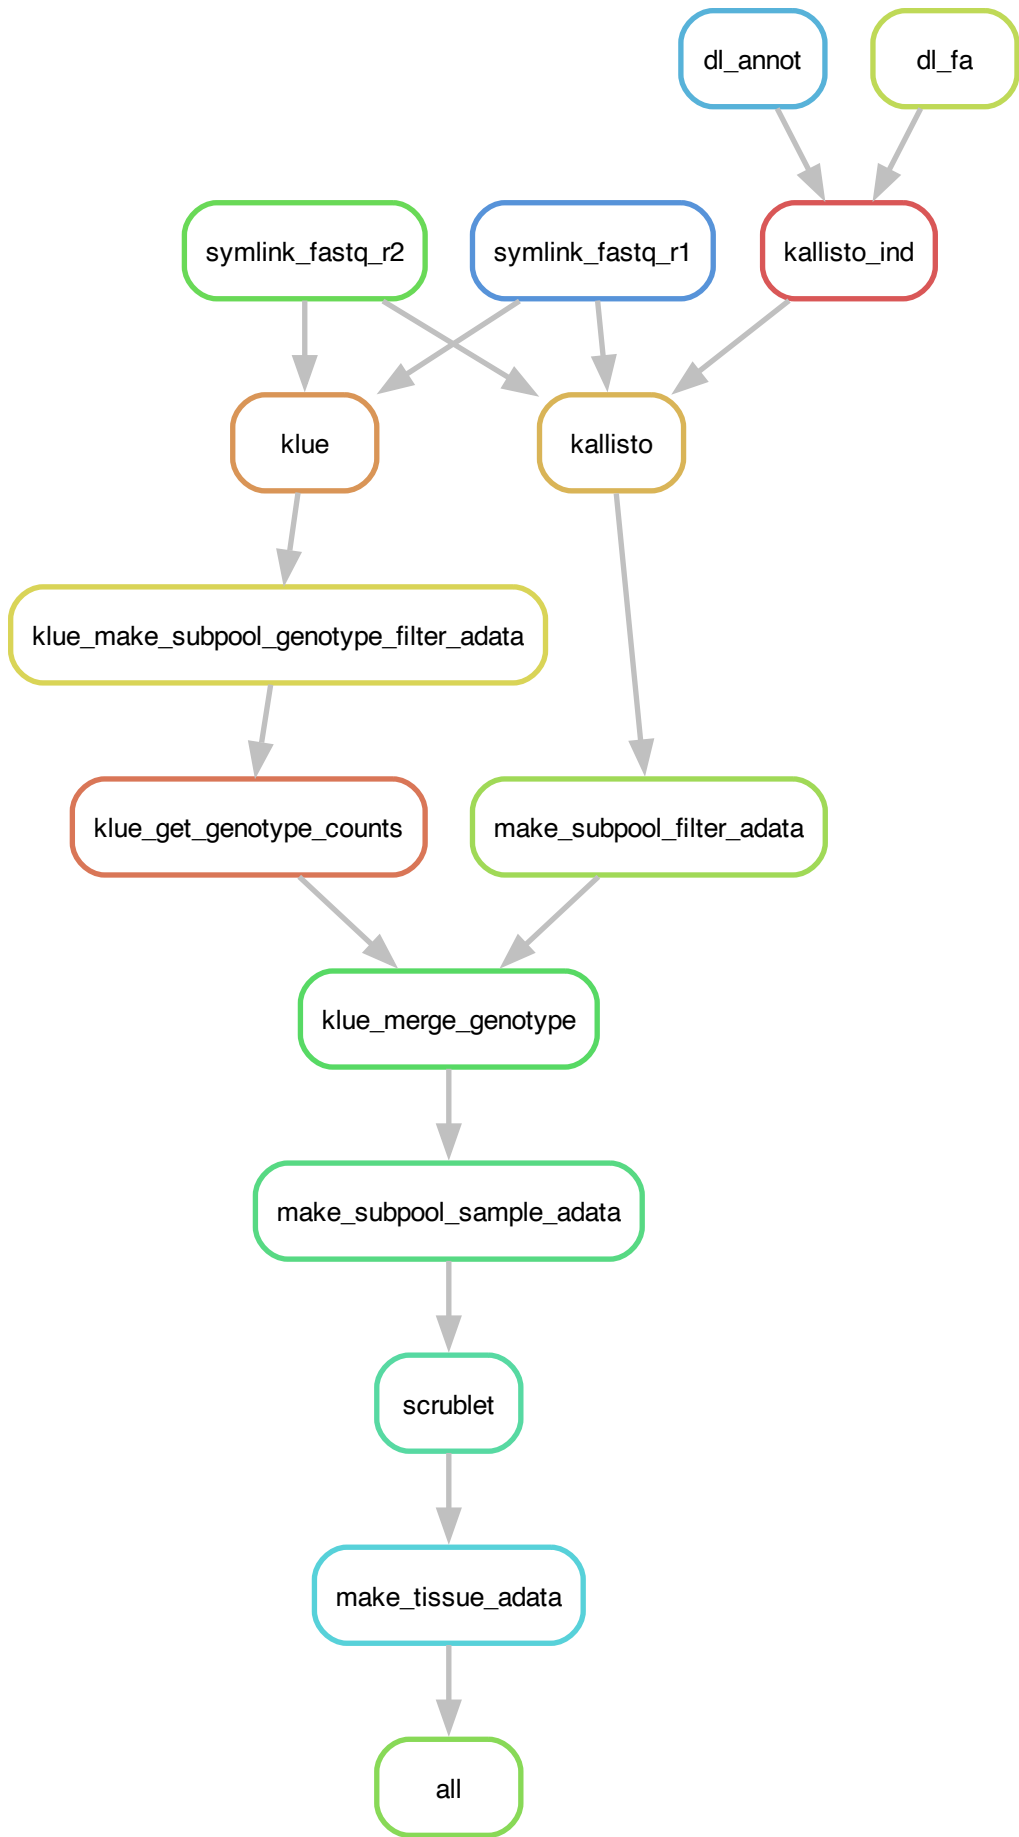 dl_annot
dl_fa
symlink_fastq_r2
symlink_fastq_r1
kallisto_ind
klue
kallisto
klue_make_subpool_genotype_filter_adata
klue_get_genotype_counts
make_subpool_filter_adata
klue_merge_genotype
make_subpool_sample_adata
scrublet
make_tissue_adata
all